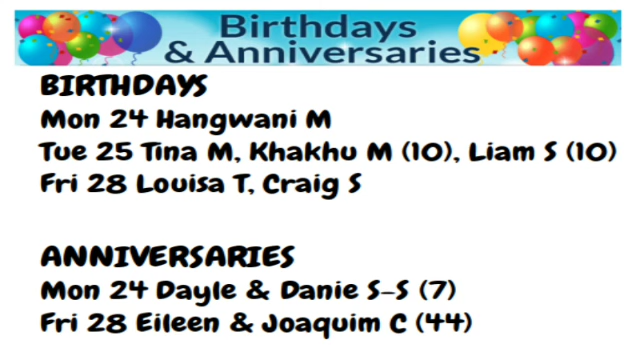 Birthdays
& Anniversaries
BIRTHDAYS
Mon 24 Hangwani M
Tue 25 Tina M, Khakhu M (10), Liam S (10)
Fri 28 Louisa T, Craig S
ANNIVERSARIES
Mon 24 Dayle & Danie S-S (7)
Fri 28 Eileen & Joaquim C (44)